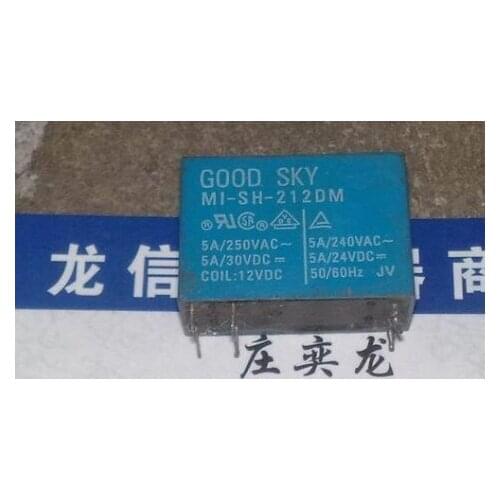 GOOD SKY
MI-SH-212DM
5A/250VAC~ 5A/240VAC~
5A/30VDC⎓ 5A/24VDC⎓
COIL:12VDC 50/60Hz JV
龙信 器商
庄奕龙